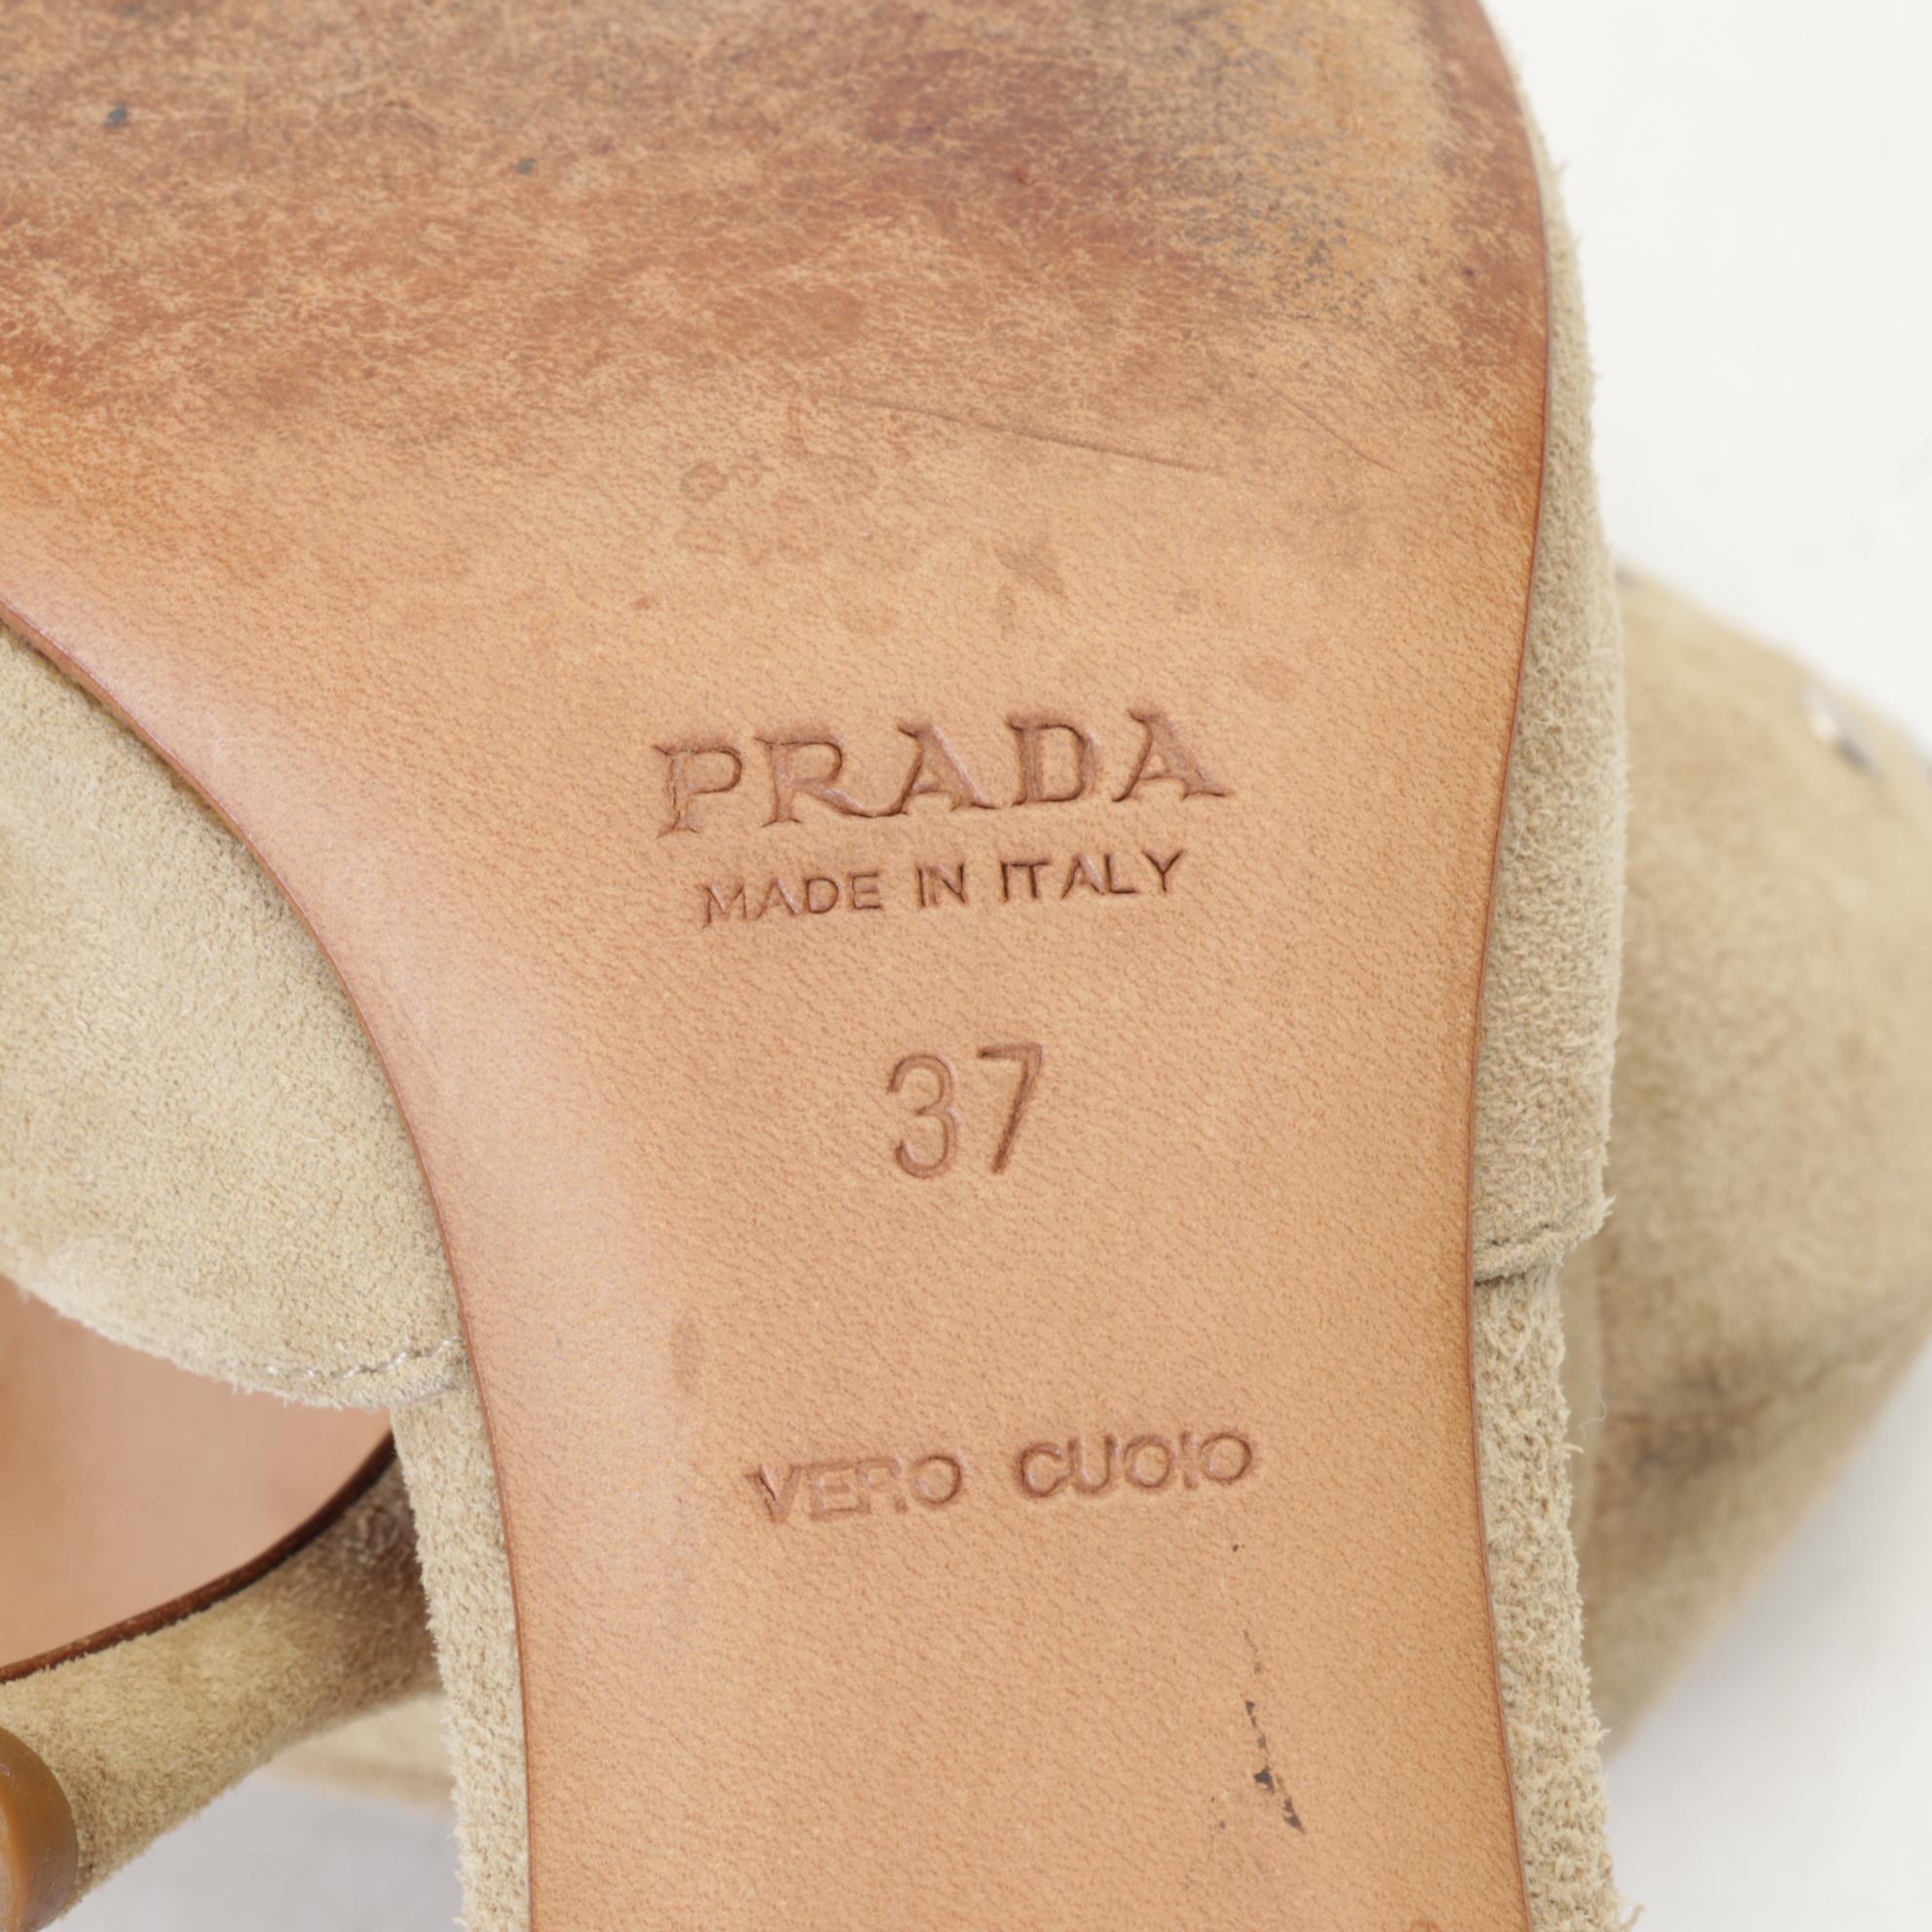 PRADA
MADE IN ITALY
37
VERO CUOIO